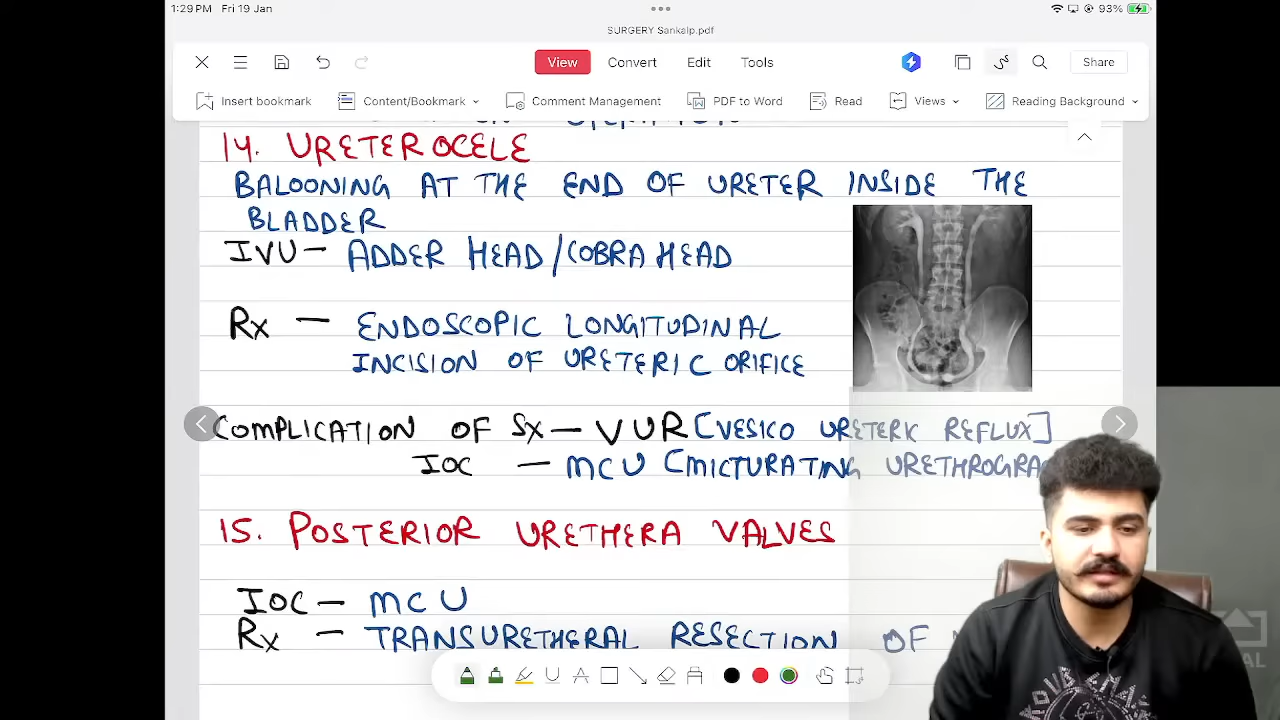 1:29 PM Fri 19 Jan
93%
SURGERY Sankalp.pdf
View Convert Edit Tools
Share
Insert bookmark Content/Bookmark Comment Management PDF to Word Read Views Reading Background
14. URETEROCELE
BALOONING AT THE END OF URETER INSIDE THE
BLADDER
IVU - ADDER HEAD/COBRA HEAD
Rx - ENDOSCOPIC LONGITUDINAL
INCISION OF URETERIC ORIFICE
COMPLICATION OF SX - VUR [VESICO URETERIC REFLUX]
IOC - MCU (MICTURATING
15. POSTERIOR URETHERA VALVES
IOC - MCU
Rx - TRANSURETHERAL RESECTION OF